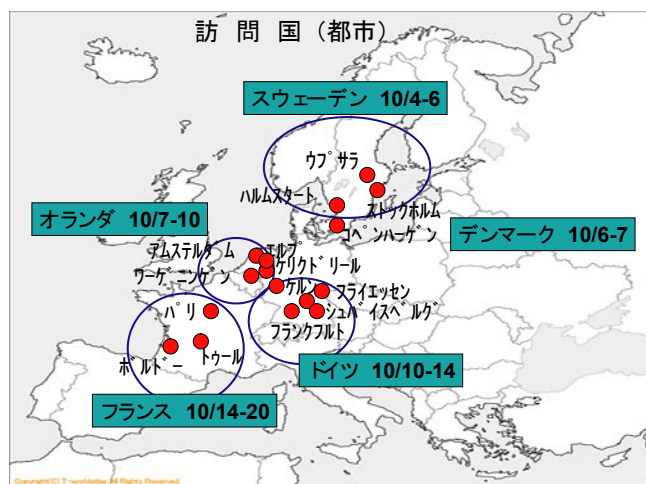 訪 問 国（都市）
スウェーデン 10/4-6
ｳﾌﾟｻﾗ
ﾊﾙﾑｽﾀｰﾄ
ｽﾄｯｸﾎﾙﾑ
ｺﾍﾟﾝﾊｰｹﾞﾝ
デンマーク 10/6-7
オランダ 10/7-10
ｱﾑｽﾃﾙﾀﾞﾑ
ｴﾙﾌﾟ
ﾜｰｹﾞﾆﾝｹﾞﾝ
ｹﾘｸﾄﾞﾘｰﾙ
ｹﾙﾝ
ﾌﾗｲｴｯｾﾝ
ｼｭﾊﾞｲｽﾍﾞﾙｸﾞ
ﾌﾗﾝｸﾌﾙﾄ
ﾊﾟﾘ
ﾎﾞﾙﾄﾞｰ
ﾄｩｰﾙ
ドイツ 10/10-14
フランス 10/14-20
Copyright(C) T-worldatlas All Rights Reserved.